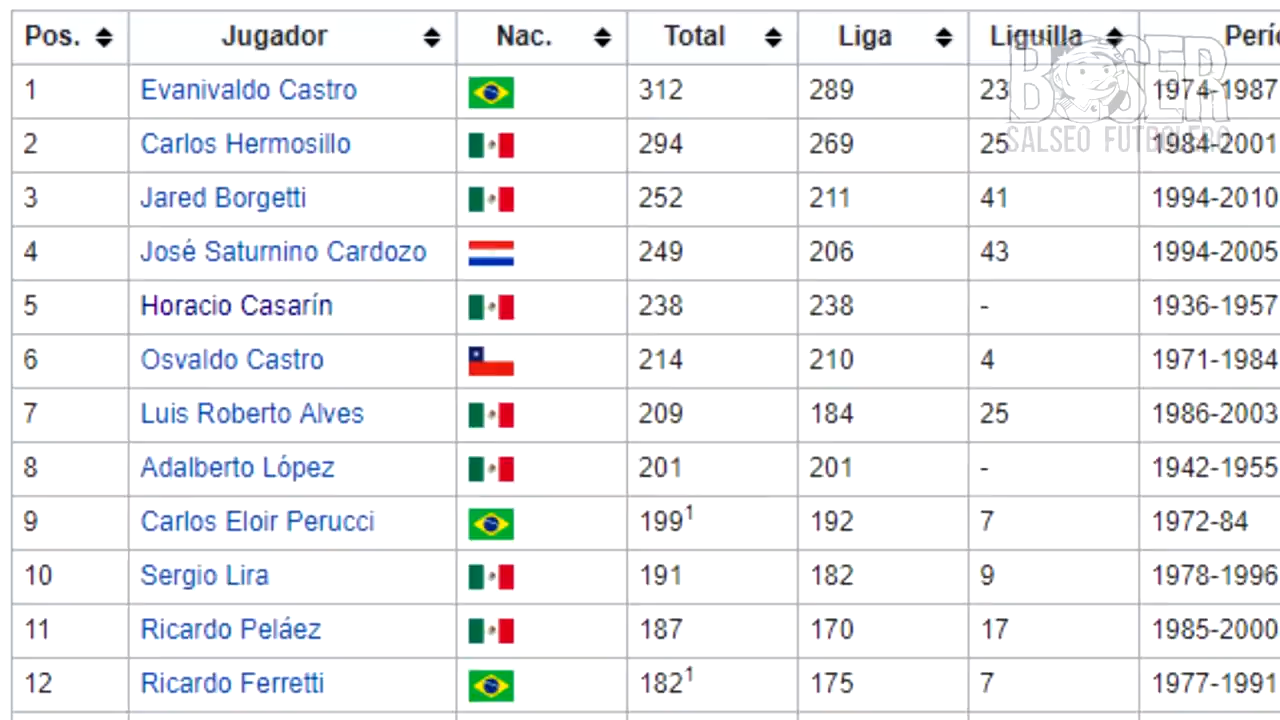 Pos. Jugador Nac. Total Liga Liguilla
BOSER
SALSEO FUTBOLERO
1 Evanivaldo Castro 312 289 23 1974-1987
2 Carlos Hermosillo 294 269 25 1984-2001
3 Jared Borgetti 252 211 41 1994-2010
4 José Saturnino Cardozo 249 206 43 1994-2005
5 Horacio Casarín 238 238 - 1936-1957
6 Osvaldo Castro 214 210 4 1971-1984
7 Luis Roberto Alves 209 184 25 1986-2003
8 Adalberto López 201 201 - 1942-1955
9 Carlos Eloir Perucci 199¹ 192 7 1972-84
10 Sergio Lira 191 182 9 1978-1996
11 Ricardo Peláez 187 170 17 1985-2000
12 Ricardo Ferretti 182¹ 175 7 1977-1991